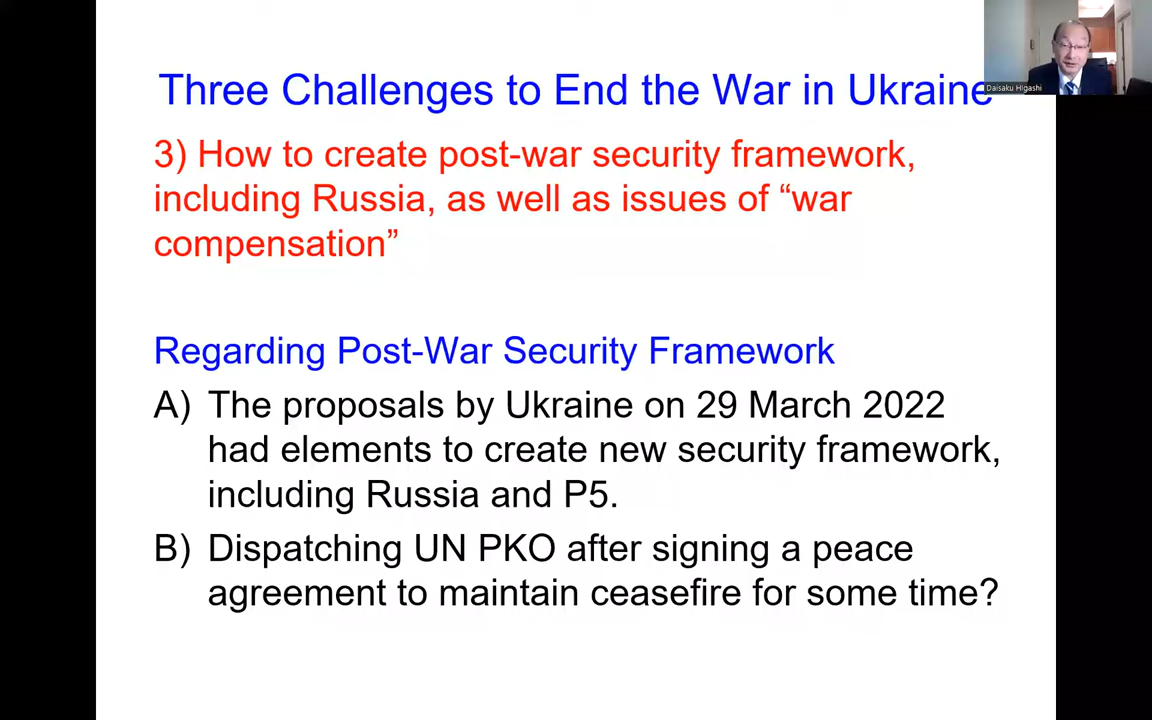 Three Challenges to End the War in Ukraine
Daisaku Higashi
3) How to create post-war security framework,
including Russia, as well as issues of “war
compensation”
Regarding Post-War Security Framework
A) The proposals by Ukraine on 29 March 2022
had elements to create new security framework,
including Russia and P5.
B) Dispatching UN PKO after signing a peace
agreement to maintain ceasefire for some time?